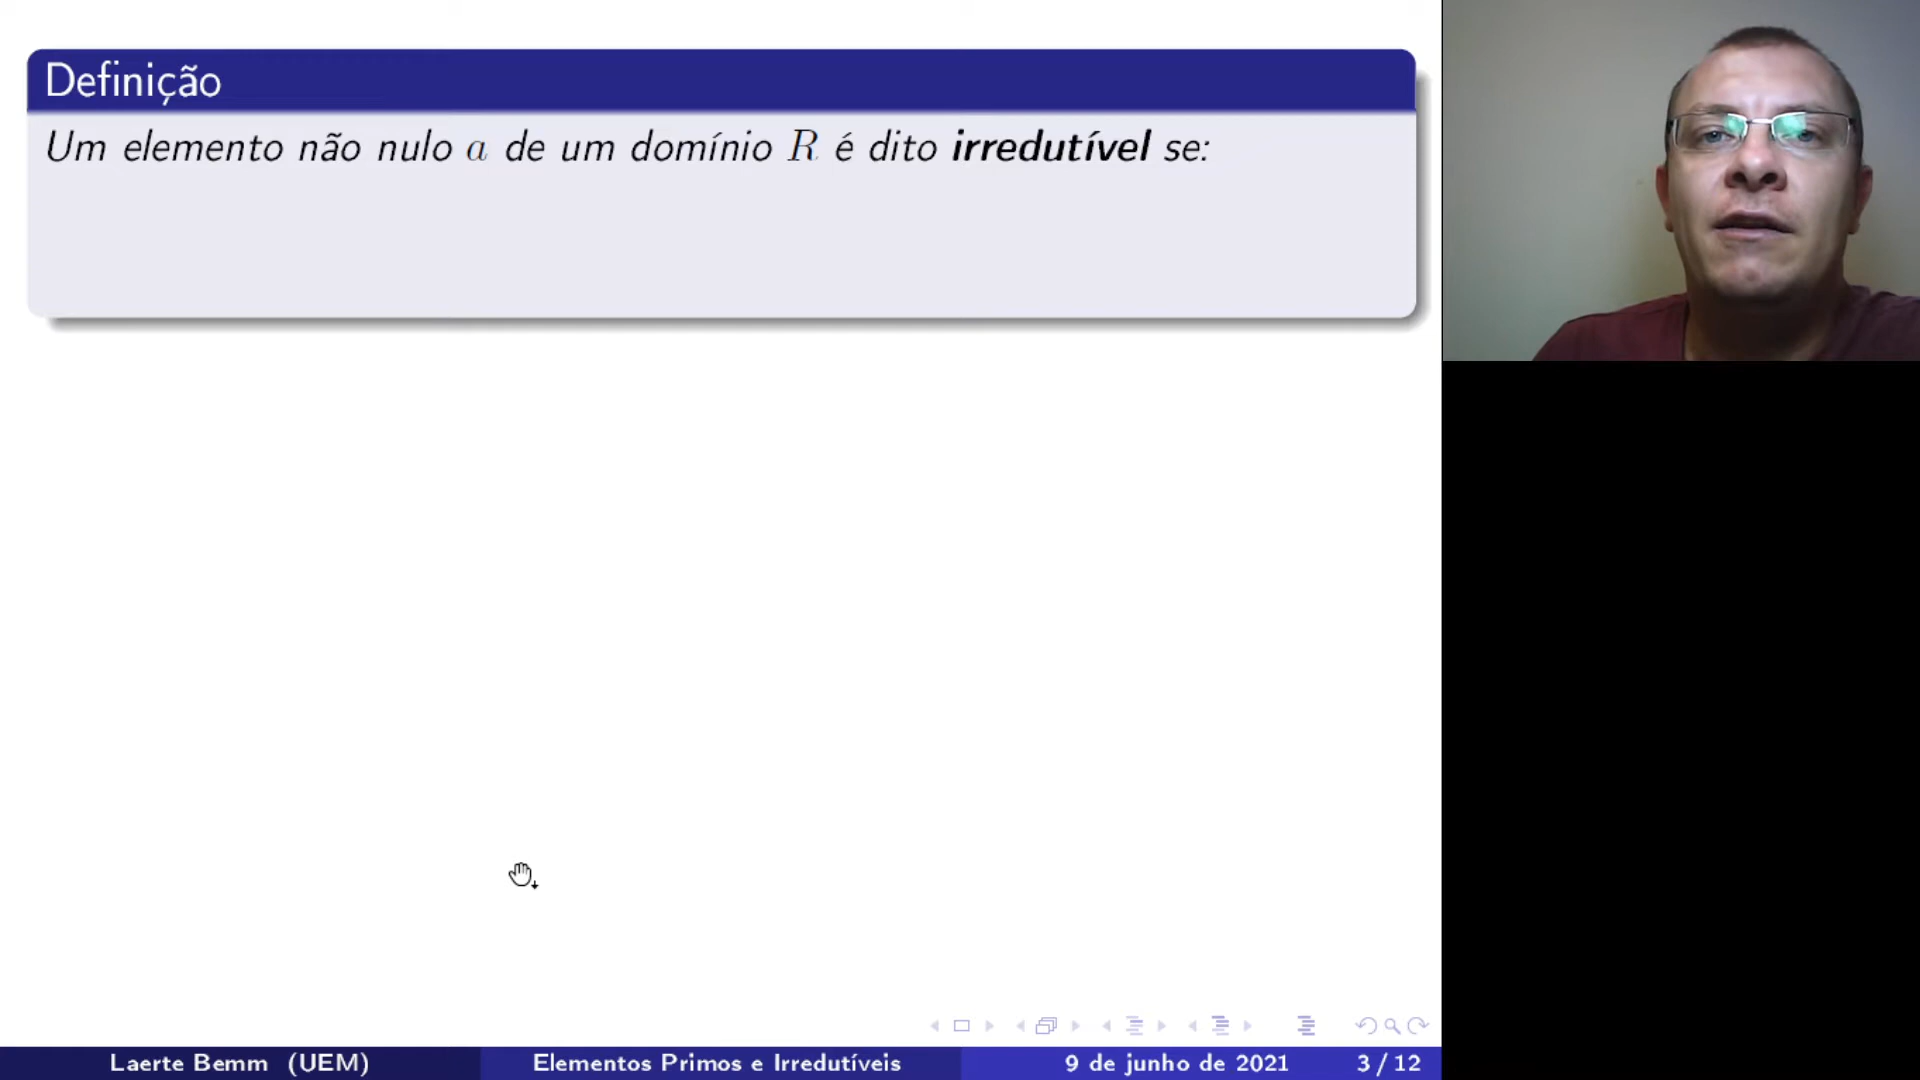 Definição
Um elemento não nulo a de um domínio R é dito irredutível se:
Laerte Bemm (UEM) Elementos Primos e Irredutíveis 9 de junho de 2021 3 / 12